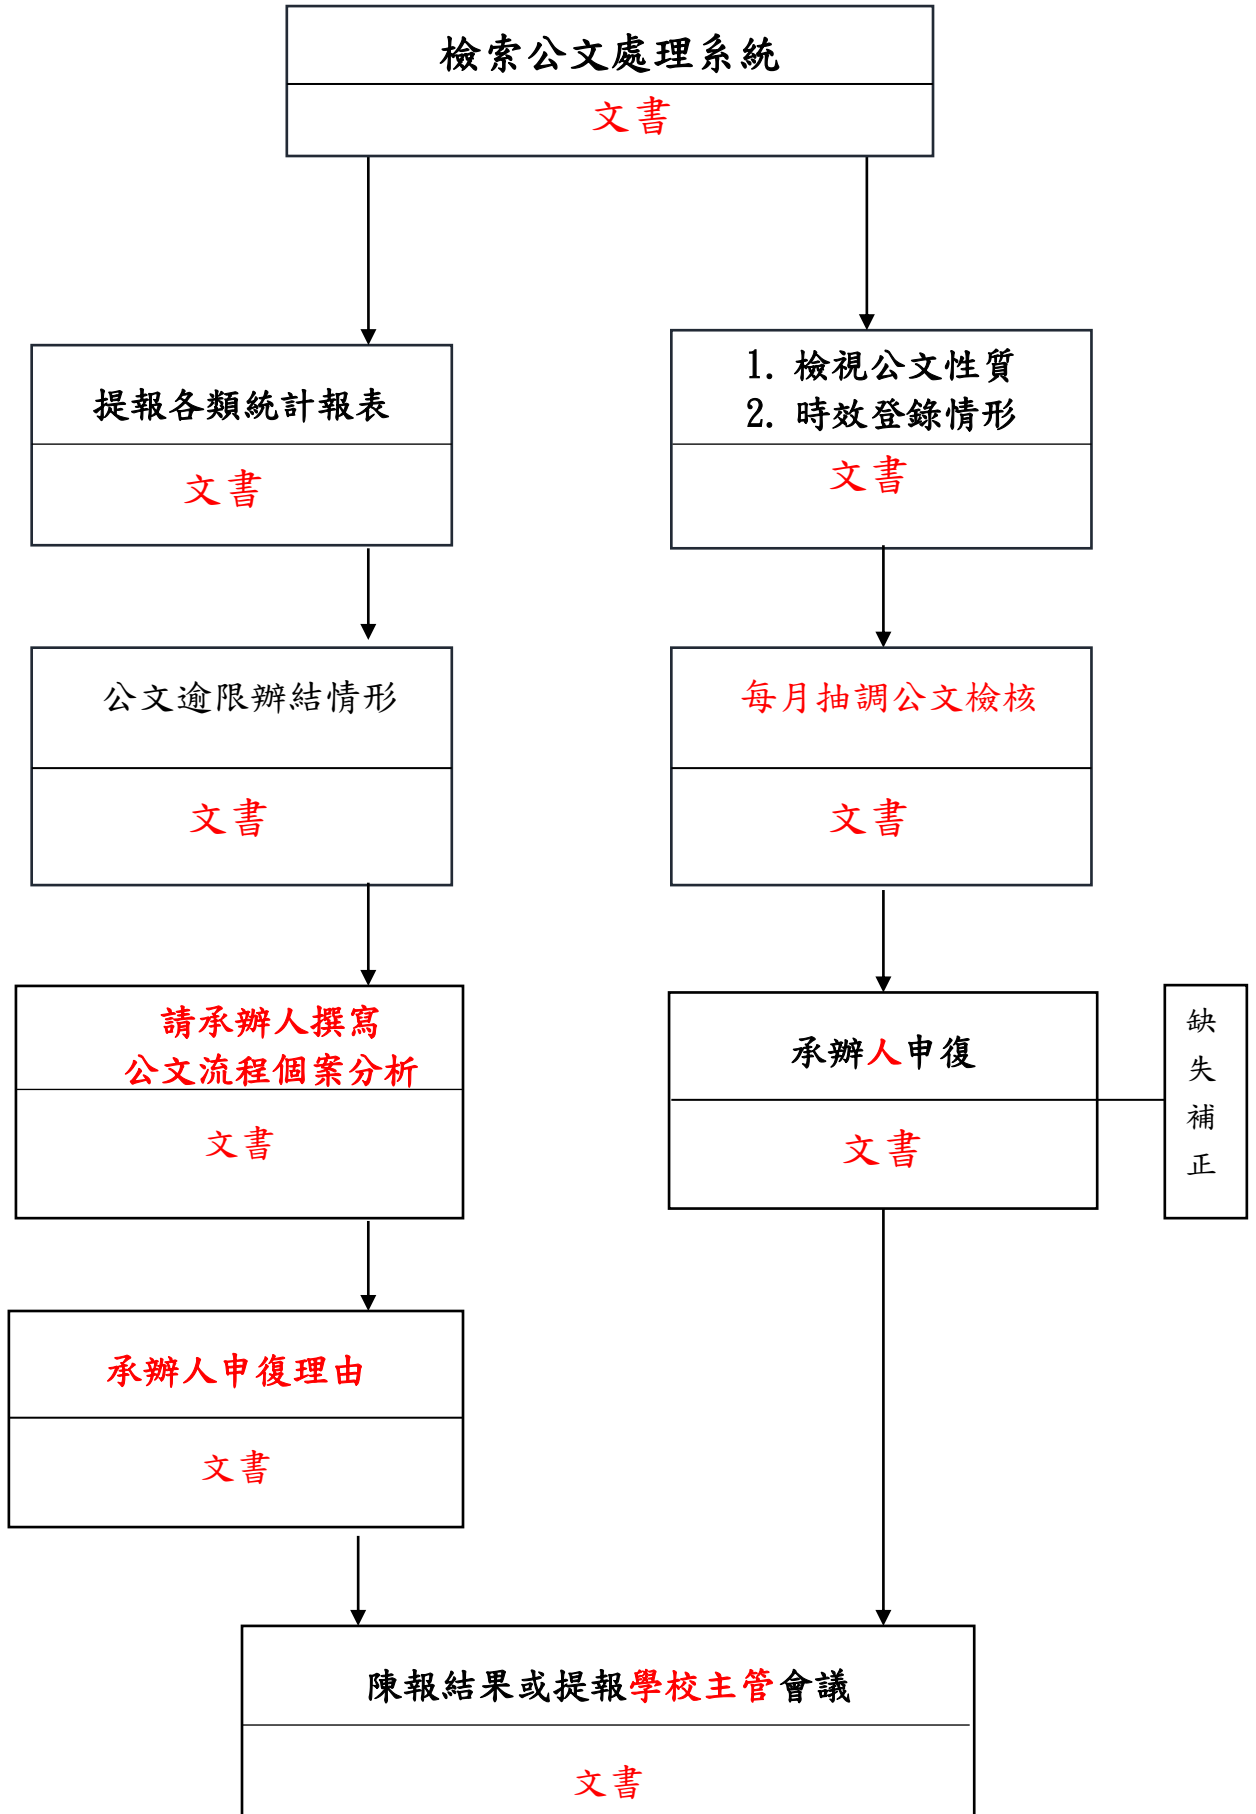 檢索公文處理系統
文書
提報各類統計報表
文書
1. 檢視公文性質
2. 時效登錄情形
文書
公文逾限辦結情形
文書
每月抽調公文檢核
文書
請承辦人撰寫
公文流程個案分析
文書
承辦人申復
文書
缺
失
補
正
承辦人申復理由
文書
陳報結果或提報學校主管會議
文書